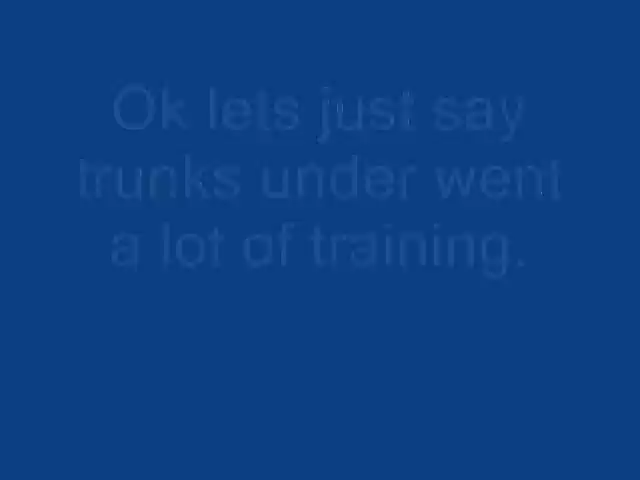 Ok lets just say
trunks under went
a lot of training.